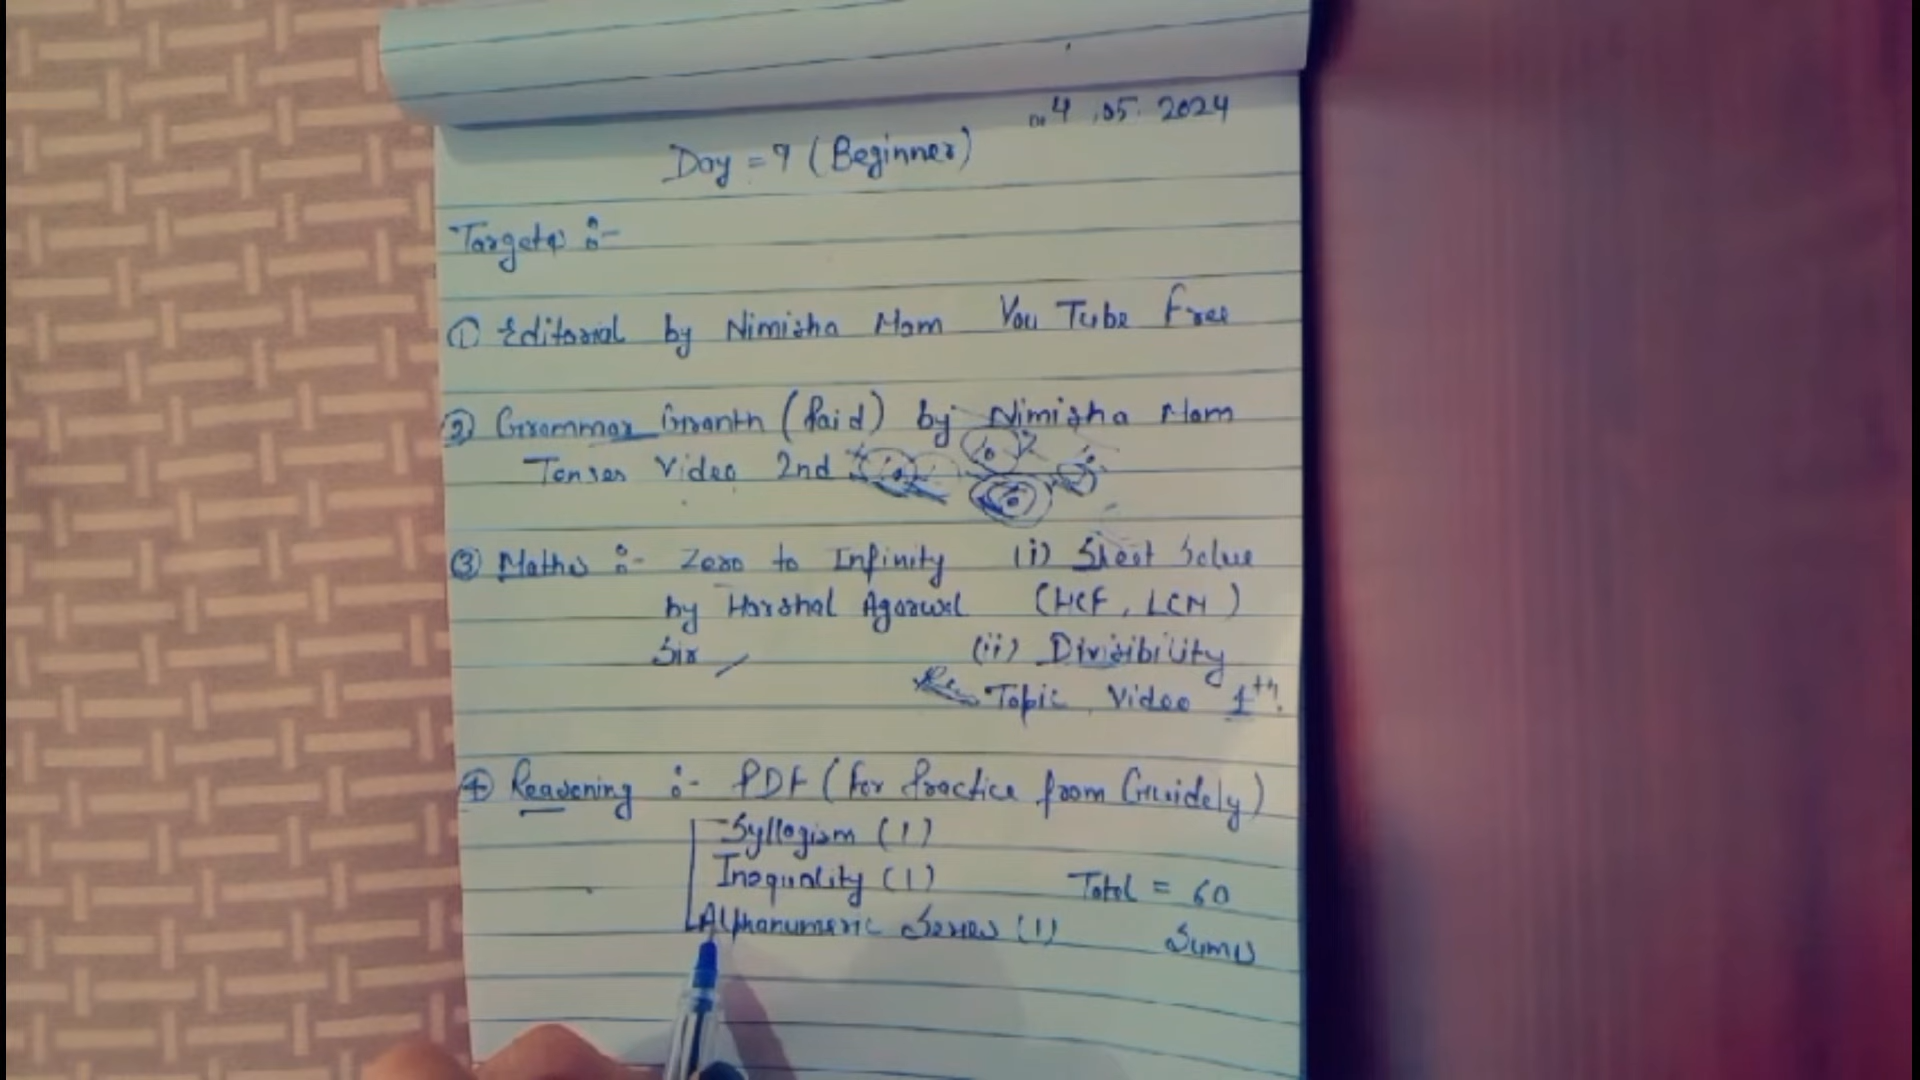 04.05.2024
Day = 9 (Beginner)
Targets :-
① Editorial by Nimisha Mam You Tube Free
② Grammar Granth (Paid) by Nimisha Mam
Tenses Video 2nd
③ Maths :- Zero to Infinity (i) Sheet Solve
by Harshal Agarwal (HCF, LCM)
Sir (ii) Divisibility
Topic Video 1th.
④ Reasoning :- PDF (For Practice from Guidely)
Syllogism (1)
Inequality (1) Total = 60
Alphanumeric Series (1) Sums